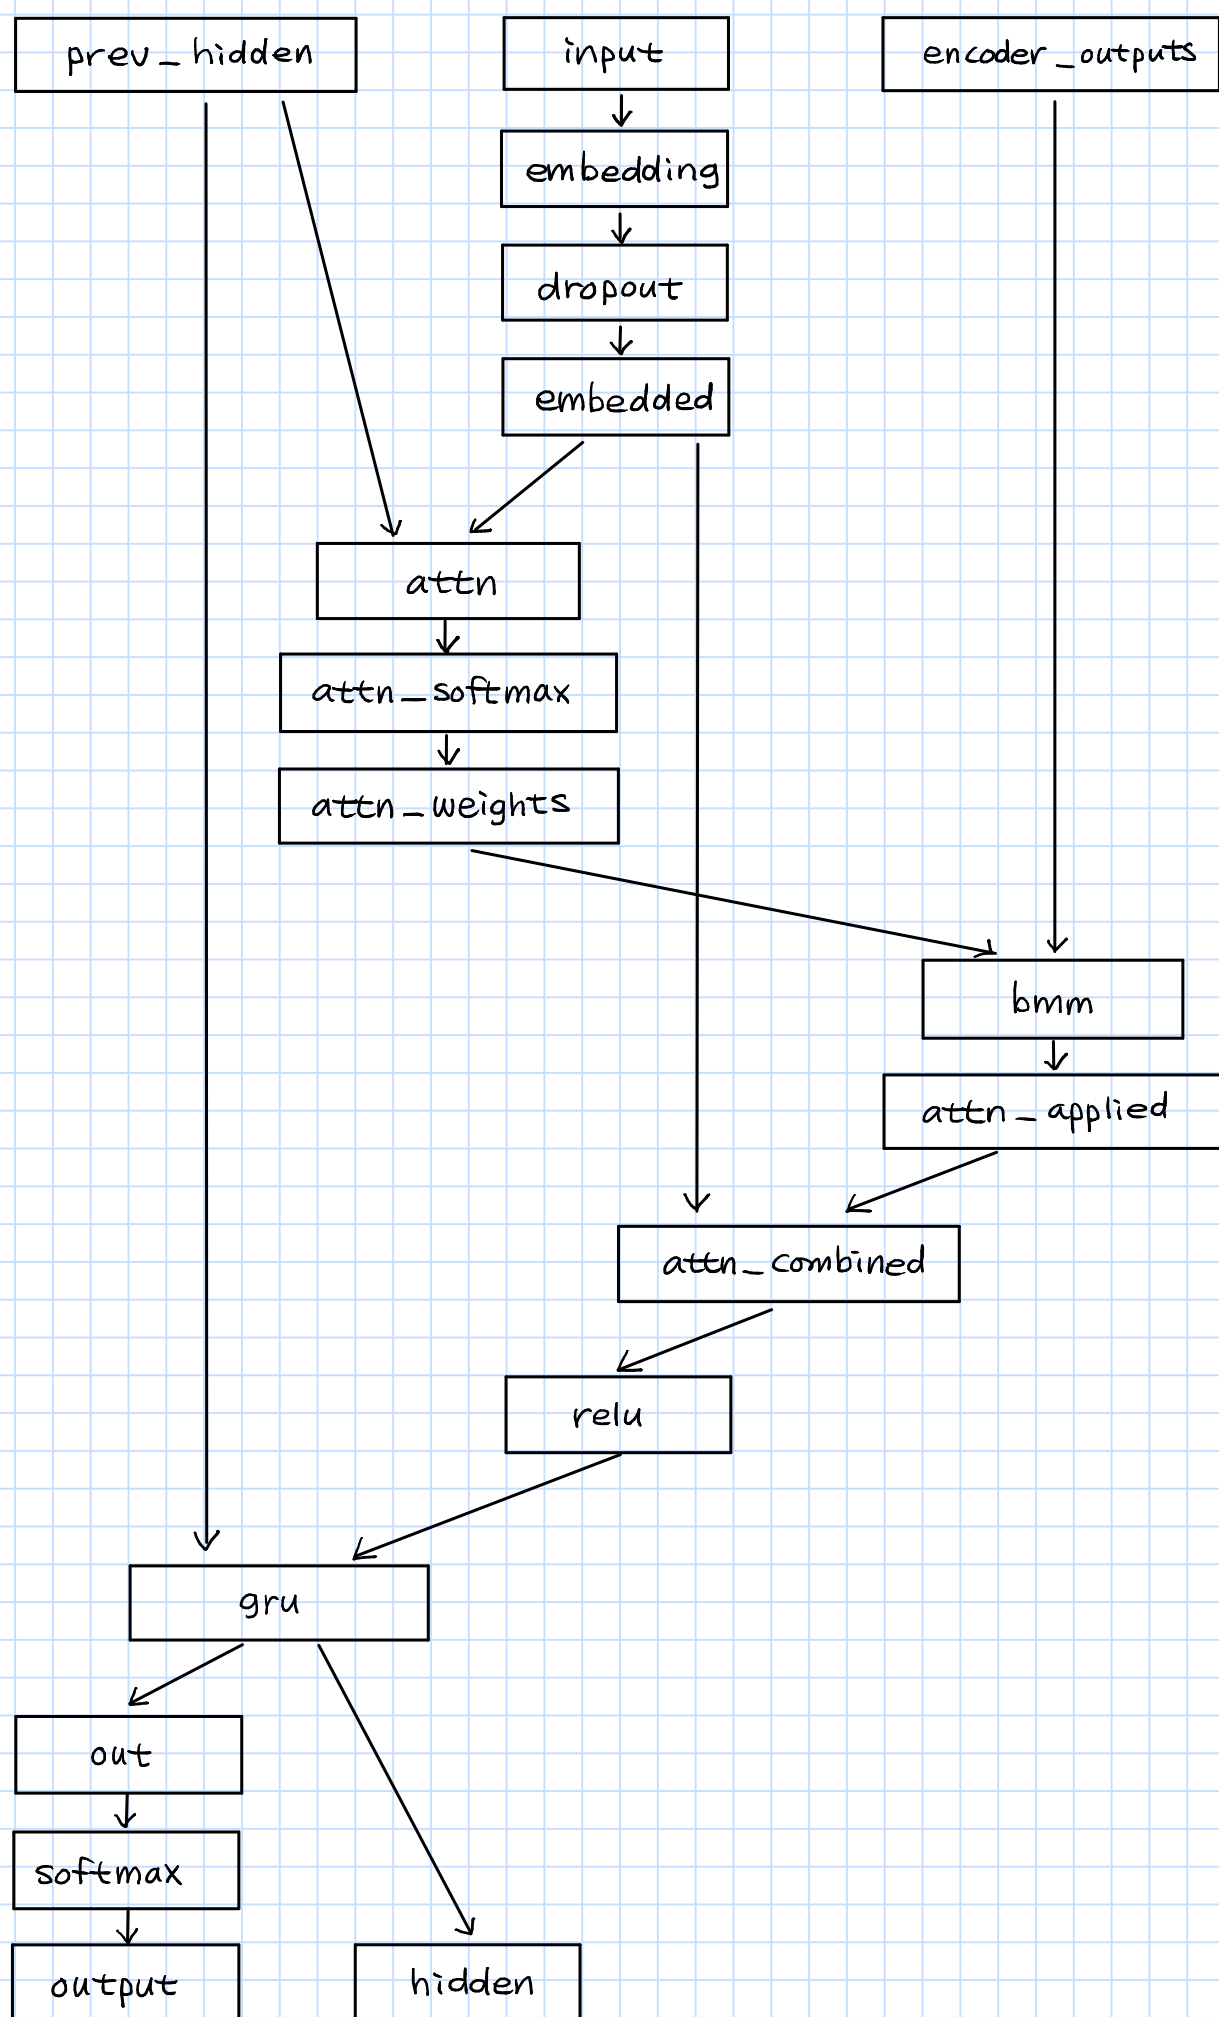 prev_hidden
input
encoder_outputs
embedding
dropout
embedded
attn
attn_softmax
attn_weights
bmm
attn_applied
attn_combined
relu
gru
out
softmax
output
hidden